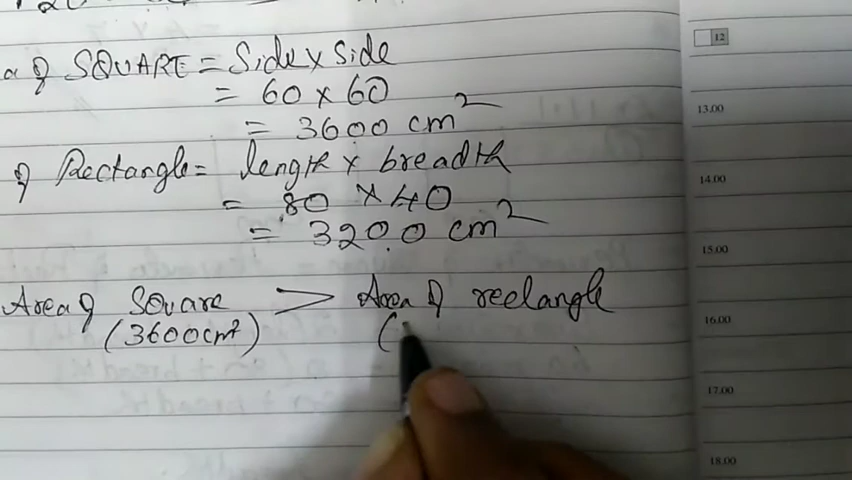 a of SQUARE = Side x Side
= 60 x 60
= 3600 cm²
of Rectangle = length x breadth
= 80 x 40
= 3200 cm²
Area of Square > Area of reclangle
(3600cm²) (
12
13.00
14.00
15.00
16.00
17.00
18.00